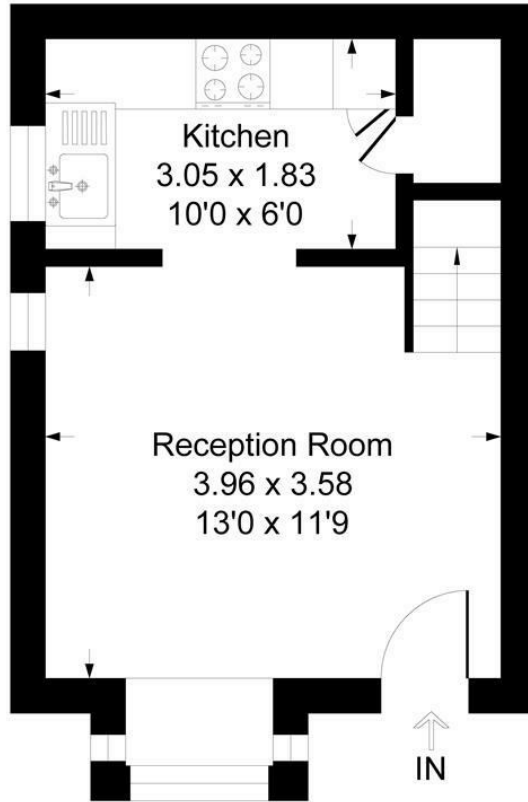 Kitchen
3.05 x 1.83
10'0 x 6'0
Reception Room
3.96 x 3.58
13'0 x 11'9
IN